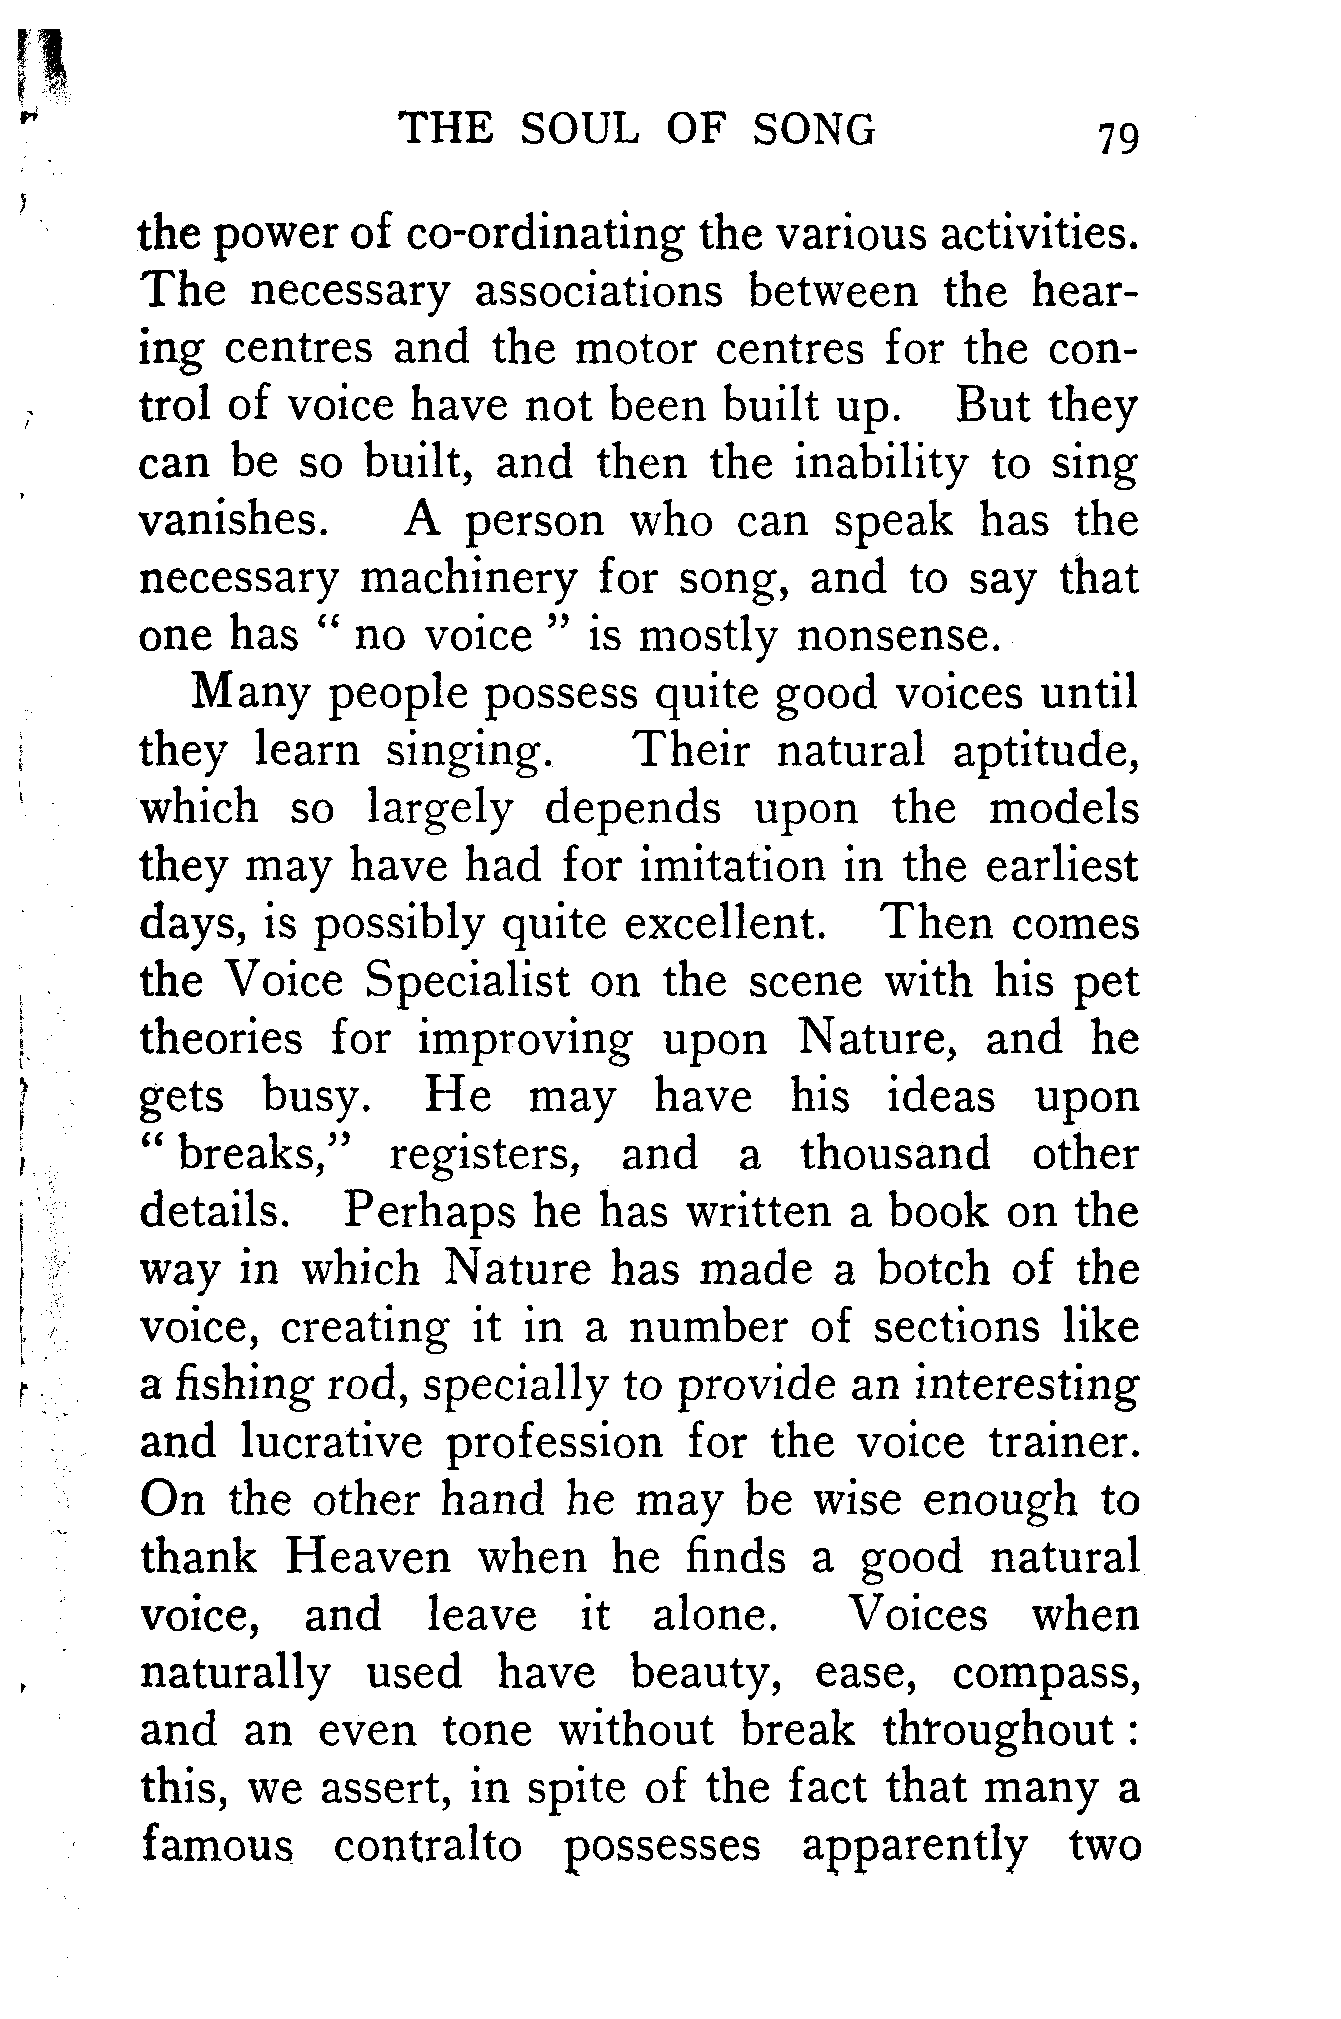 THE SOUL OF SONG 79
the power of co-ordinating the various activities.
The necessary associations between the hear-
ing centres and the motor centres for the con-
trol of voice have not been built up. But they
can be so built, and then the inability to sing
vanishes. A person who can speak has the
necessary machinery for song, and to say that
one has “ no voice ” is mostly nonsense.
Many people possess quite good voices until
they learn singing. Their natural aptitude,
which so largely depends upon the models
they may have had for imitation in the earliest
days, is possibly quite excellent. Then comes
the Voice Specialist on the scene with his pet
theories for improving upon Nature, and he
gets busy. He may have his ideas upon
“ breaks,” registers, and a thousand other
details. Perhaps he has written a book on the
way in which Nature has made a botch of the
voice, creating it in a number of sections like
a fishing rod, specially to provide an interesting
and lucrative profession for the voice trainer.
On the other hand he may be wise enough to
thank Heaven when he finds a good natural
voice, and leave it alone. Voices when
naturally used have beauty, ease, compass,
and an even tone without break throughout :
this, we assert, in spite of the fact that many a
famous contralto possesses apparently two